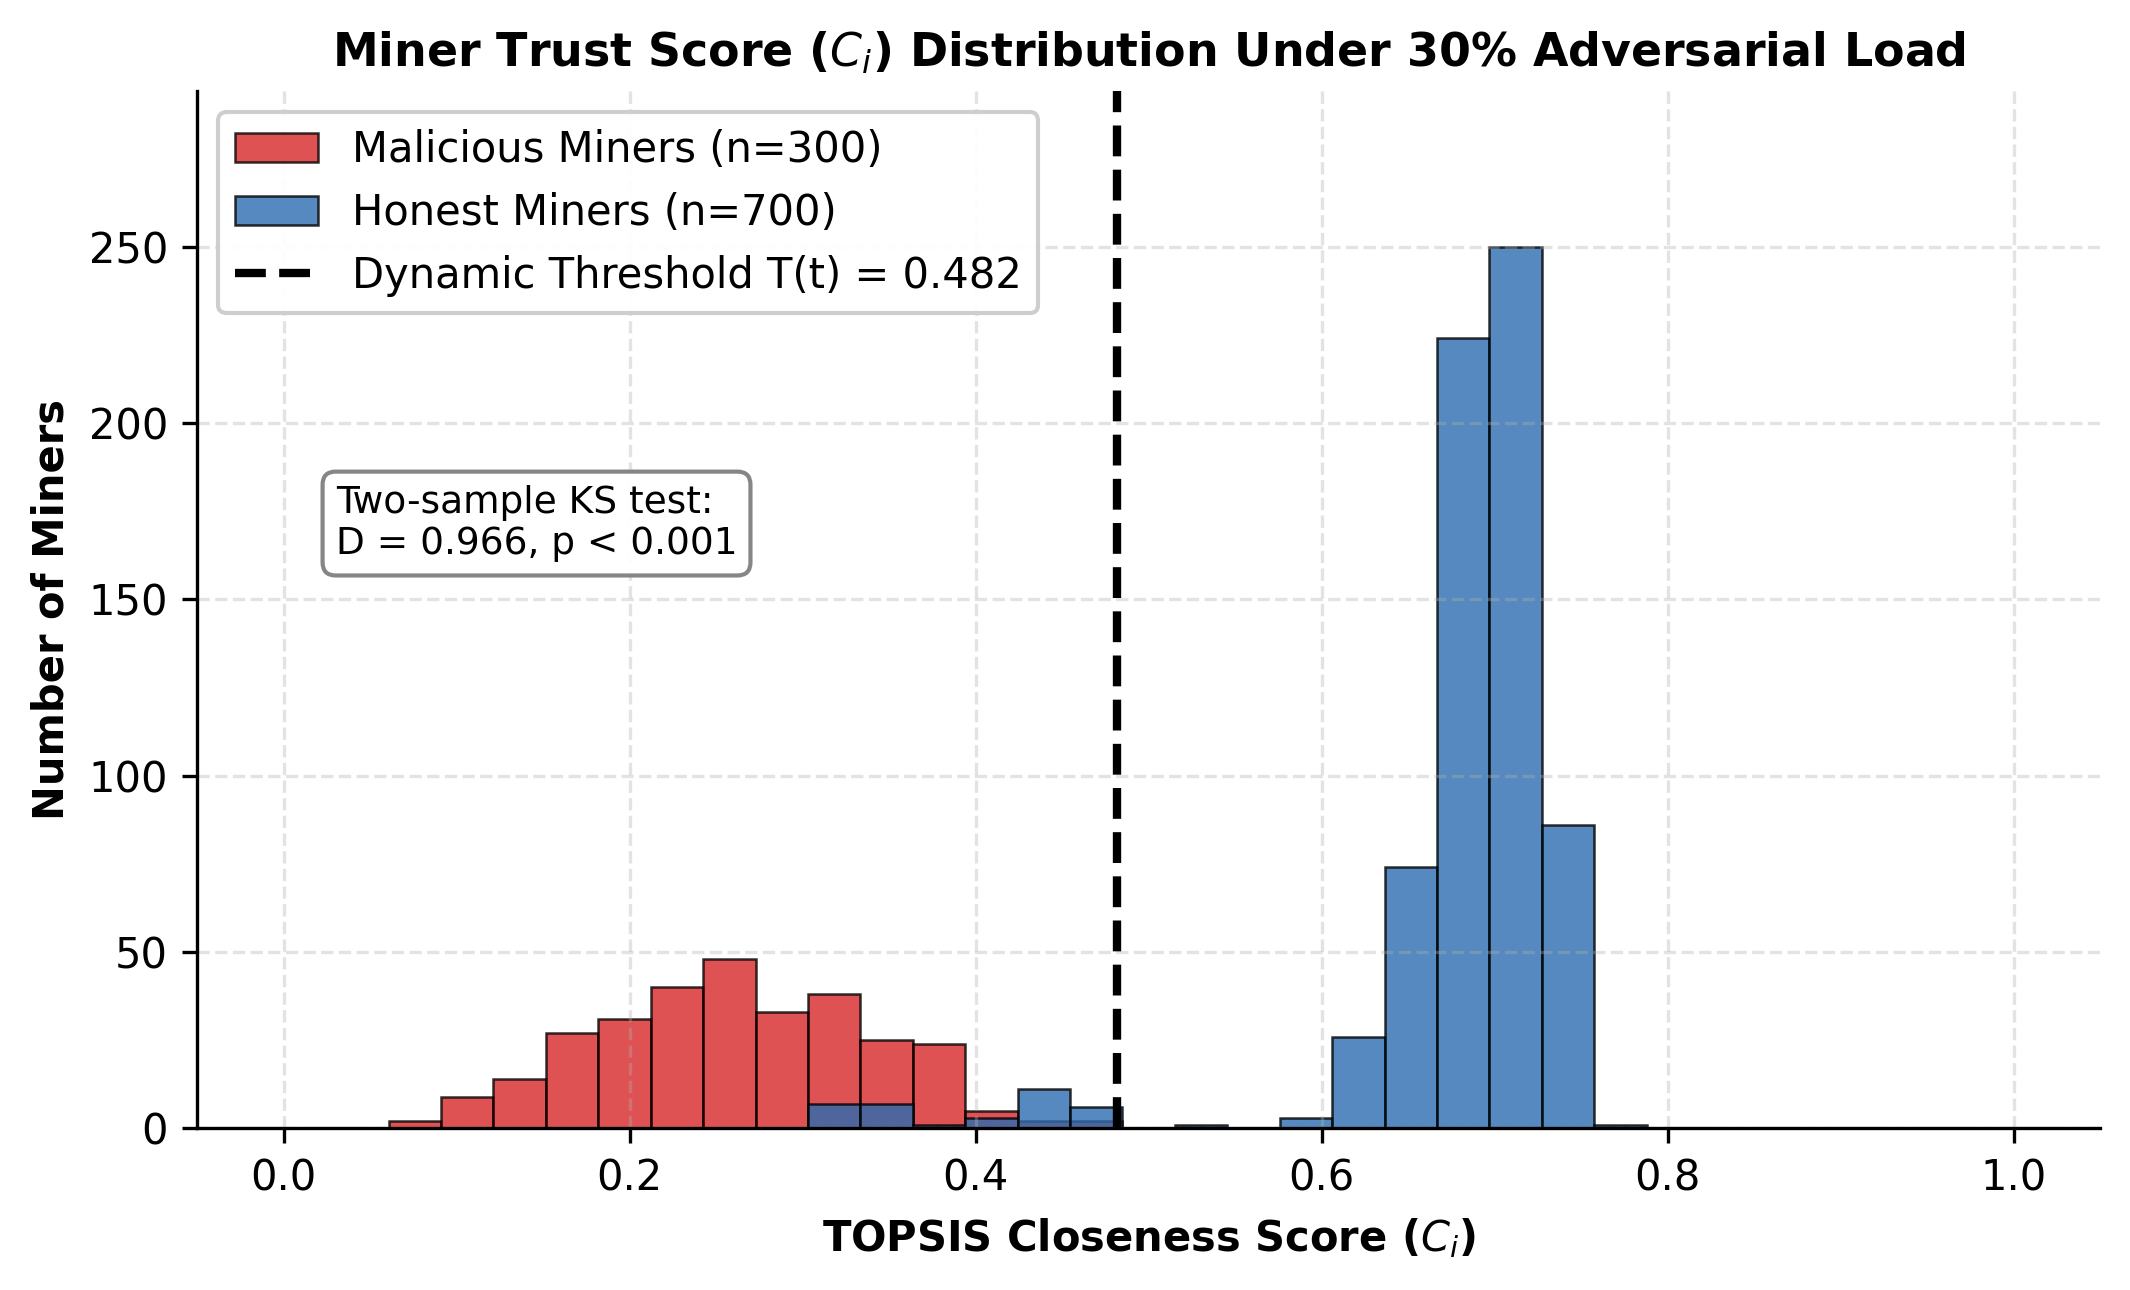 Miner Trust Score (Ci) Distribution Under 30% Adversarial Load
Malicious Miners (n=300)
Honest Miners (n=700)
Dynamic Threshold T(t) = 0.482
Two-sample KS test:
D = 0.966, p < 0.001
Number of Miners
250
200
150
100
50
0
0.0 0.2 0.4 0.6 0.8 1.0
TOPSIS Closeness Score (Ci)